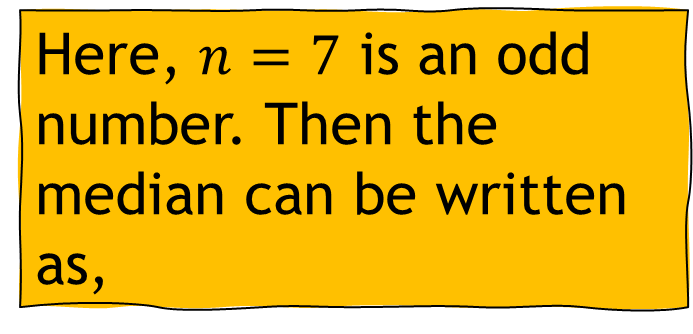 Here, 𝑛 = 7 is an odd
number. Then the
median can be written
as,